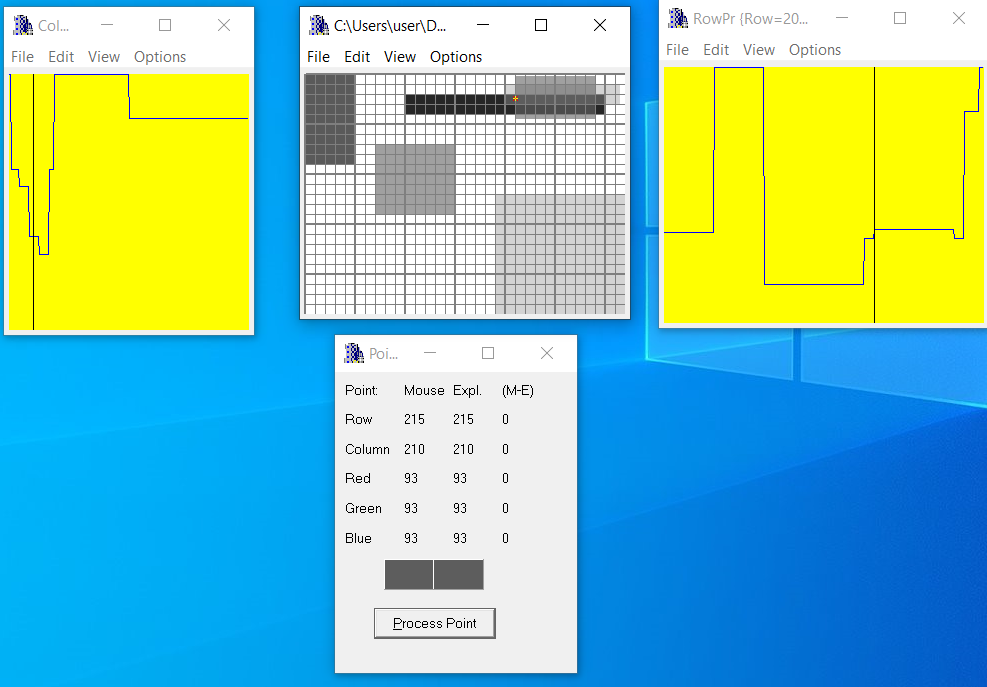 Col...
File Edit View Options
C:\Users\user\D...
File Edit View Options
RowPr {Row=20...
File Edit View Options
Poi...
Point: Mouse Expl. (M-E)
Row 215 215 0
Column 210 210 0
Red 93 93 0
Green 93 93 0
Blue 93 93 0
Process Point